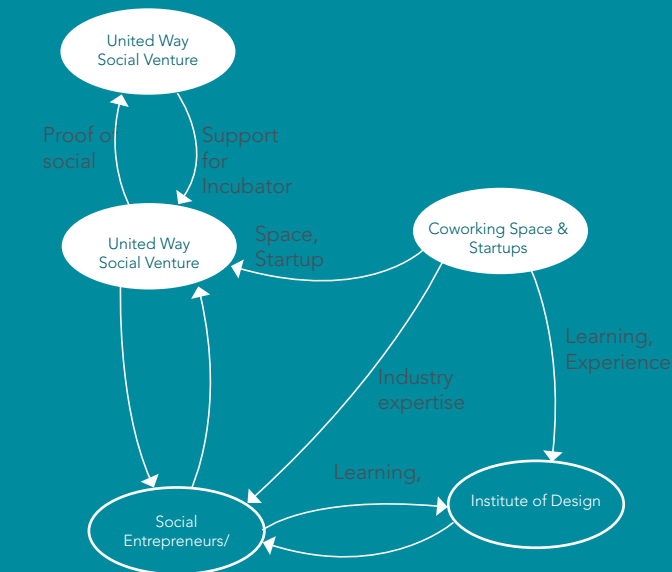 United Way
Social Venture
Proof of
social
Support
for
Incubator
United Way
Social Venture
Space,
Startup
Coworking Space &
Startups
Learning,
Experience
Industry
expertise
Learning,
Social
Entrepreneurs/
Institute of Design